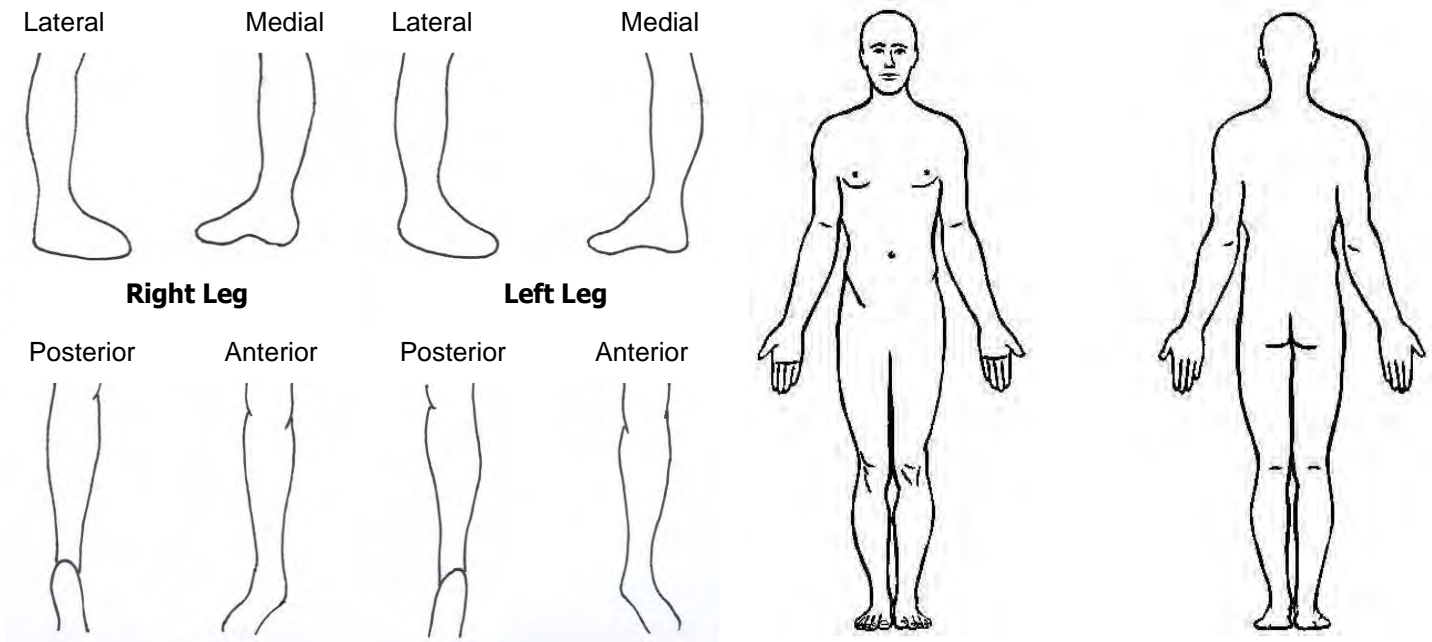 Lateral Medial Lateral Medial
Right Leg Left Leg
Posterior Anterior Posterior Anterior